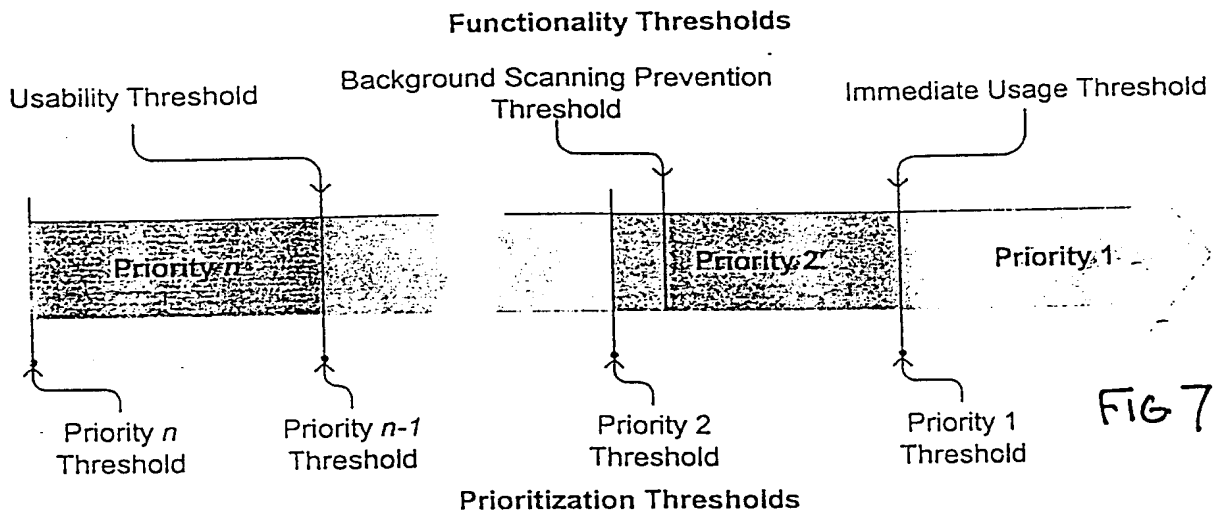 Functionality Thresholds
Usability Threshold
Background Scanning Prevention
Threshold
Immediate Usage Threshold
Priority n
Priority 2
Priority 1
Priority n
Threshold
Priority n-1
Threshold
Priority 2
Threshold
Priority 1
Threshold
FIG 7
Prioritization Thresholds